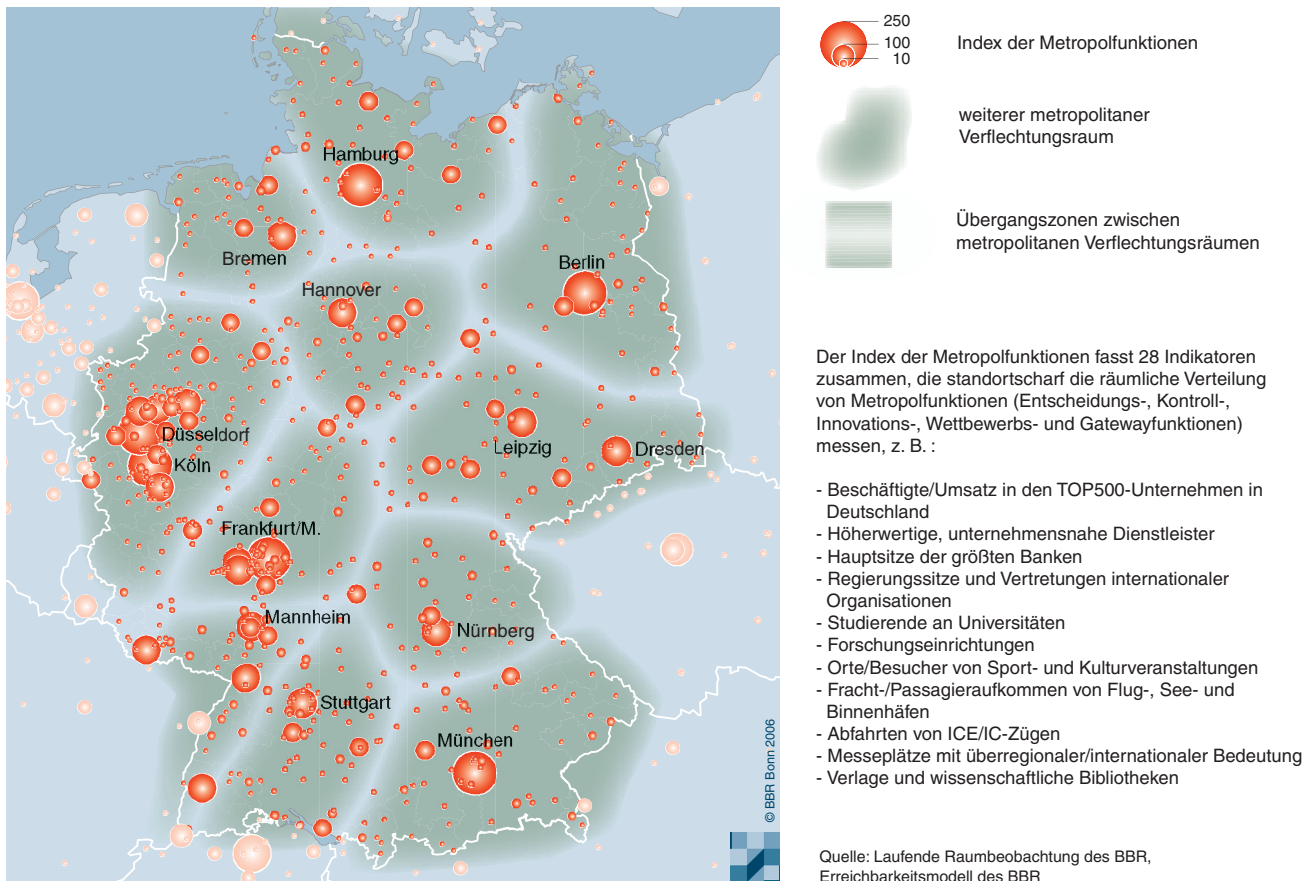 Hamburg
Bremen
Berlin
Hannover
Düsseldorf
Köln
Leipzig
Dresden
Frankfurt/M.
Mannheim
Nürnberg
Stuttgart
München
© BBR Bonn 2006
250
100
10
Index der Metropolfunktionen
weiterer metropolitaner
Verflechtungsraum
Übergangszonen zwischen
metropolitanen Verflechtungsräumen
Der Index der Metropolfunktionen fasst 28 Indikatoren
zusammen, die standortscharf die räumliche Verteilung
von Metropolfunktionen (Entscheidungs-, Kontroll-,
Innovations-, Wettbewerbs- und Gatewayfunktionen)
messen, z. B. :
- Beschäftigte/Umsatz in den TOP500-Unternehmen in
Deutschland
- Höherwertige, unternehmensnahe Dienstleister
- Hauptsitze der größten Banken
- Regierungssitze und Vertretungen internationaler
Organisationen
- Studierende an Universitäten
- Forschungseinrichtungen
- Orte/Besucher von Sport- und Kulturveranstaltungen
- Fracht-/Passagieraufkommen von Flug-, See- und
Binnenhäfen
- Abfahrten von ICE/IC-Zügen
- Messeplätze mit überregionaler/internationaler Bedeutung
- Verlage und wissenschaftliche Bibliotheken
Quelle: Laufende Raumbeobachtung des BBR,
Erreichbarkeitsmodell des BBR